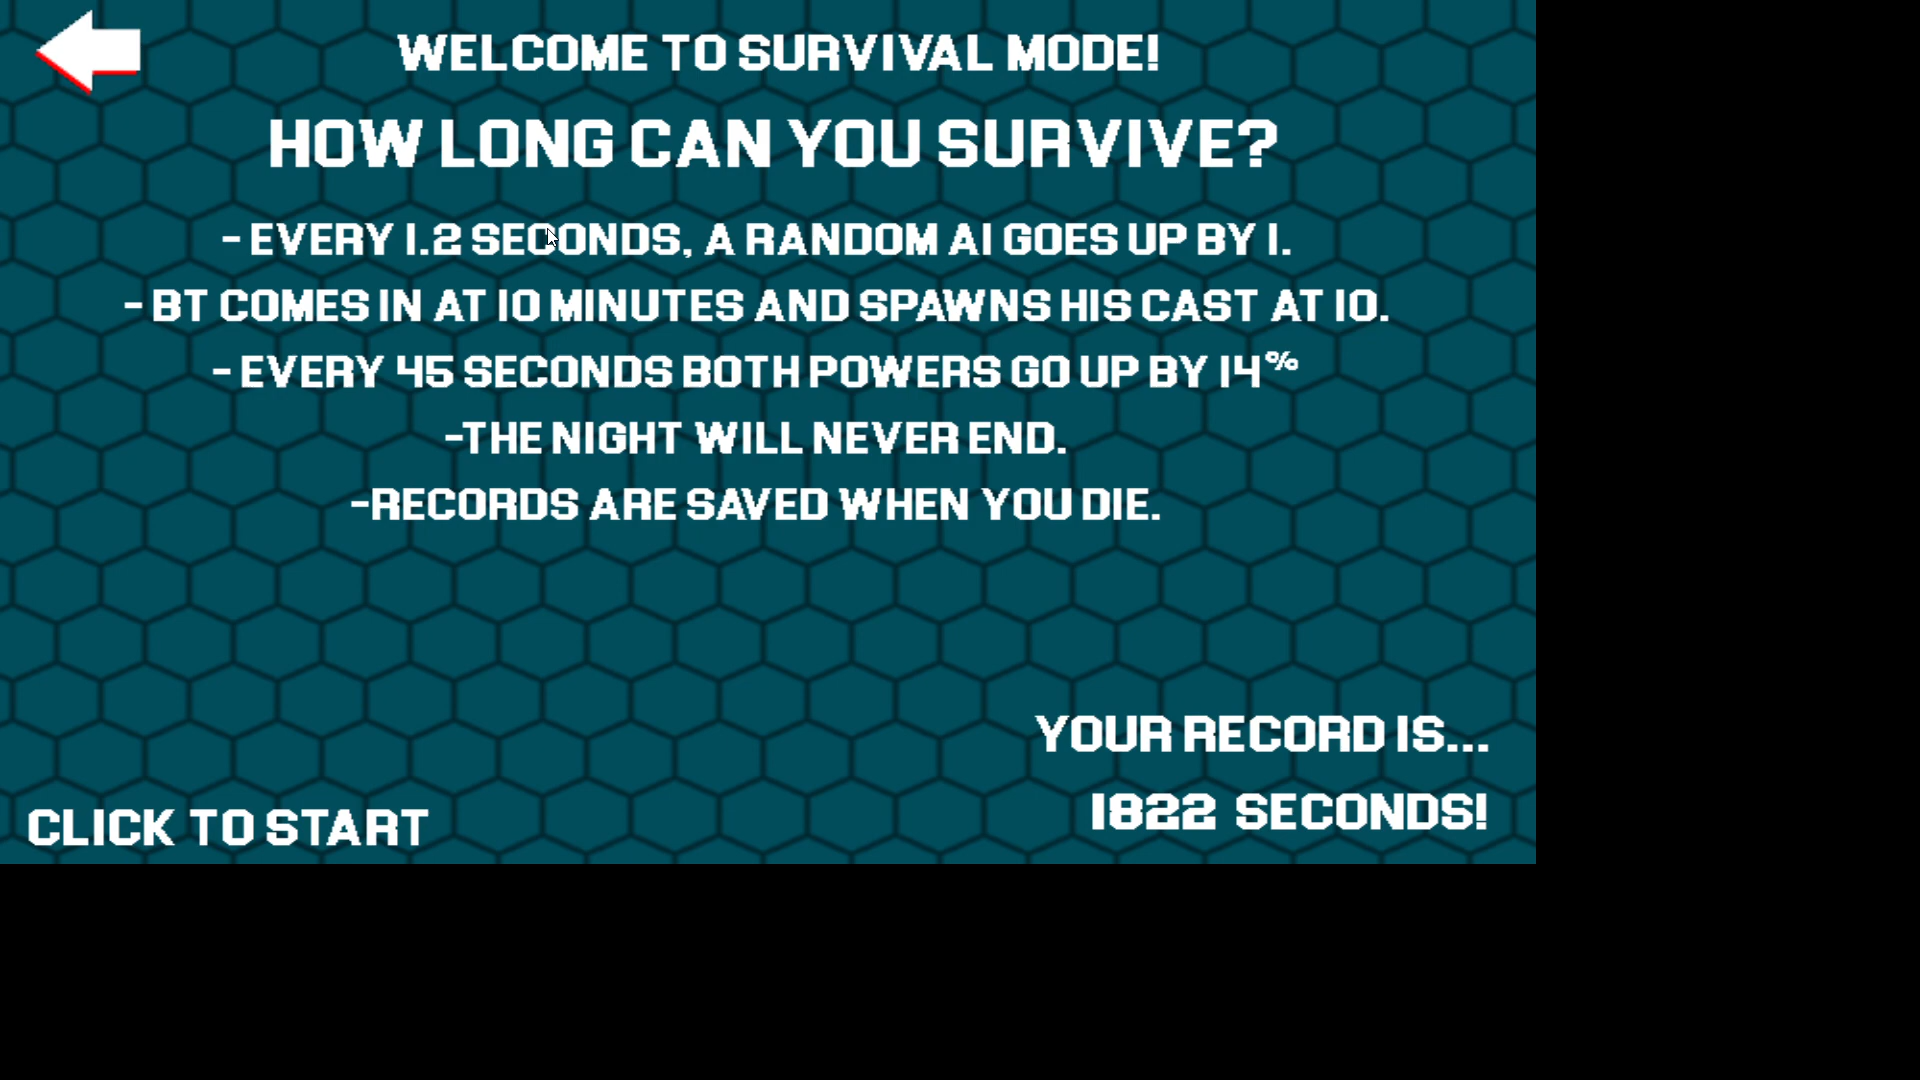 WELCOME TO SURVIVAL MODE!
HOW LONG CAN YOU SURVIVE?
- EVERY 1.2 SECONDS, A RANDOM AI GOES UP BY 1.
- BT COMES IN AT 10 MINUTES AND SPAWNS HIS CAST AT 10.
- EVERY 45 SECONDS BOTH POWERS GO UP BY 14%
-THE NIGHT WILL NEVER END.
-RECORDS ARE SAVED WHEN YOU DIE.
YOUR RECORD IS...
1822 SECONDS!
CLICK TO START